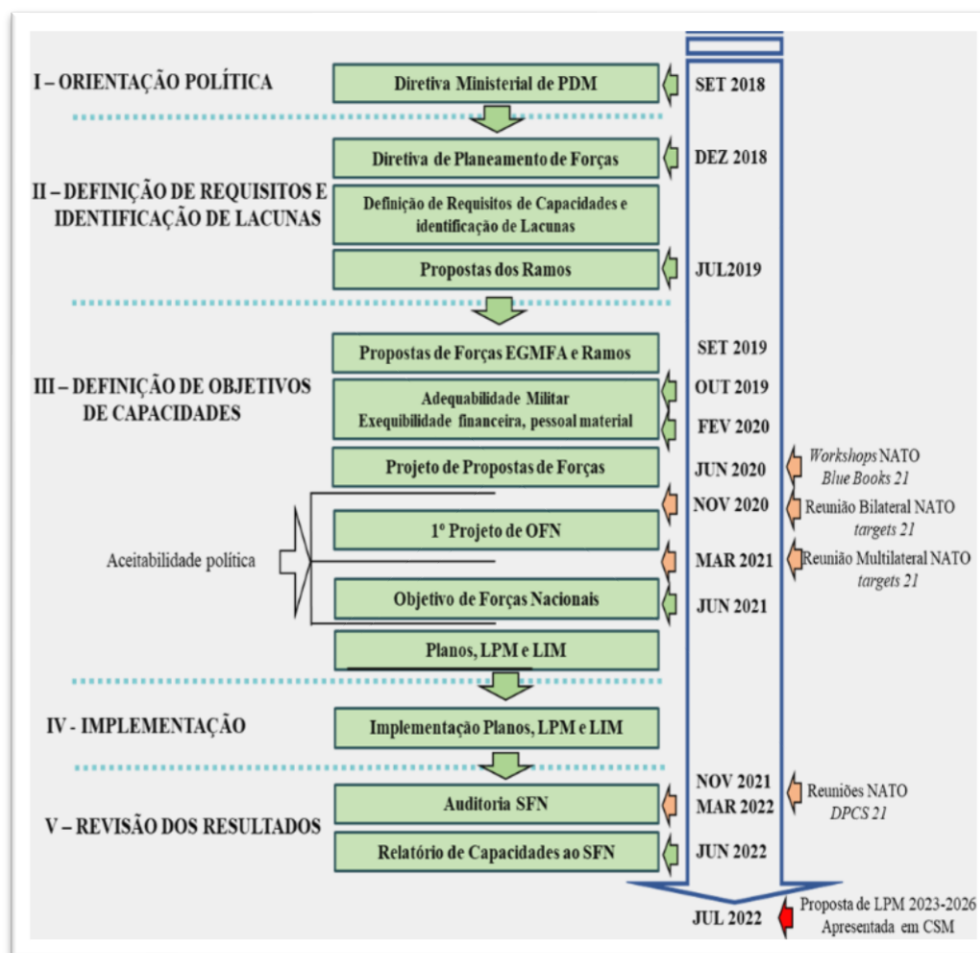 I – ORIENTAÇÃO POLÍTICA
Diretiva Ministerial de PDM
SET 2018
Diretiva de Planeamento de Forças
DEZ 2018
II – DEFINIÇÃO DE REQUISITOS E
IDENTIFICAÇÃO DE LACUNAS
Definição de Requisitos de Capacidades e
identificação de Lacunas
Propostas dos Ramos
JUL2019
Propostas de Forças EGMFA e Ramos
SET 2019
III – DEFINIÇÃO DE OBJETIVOS
DE CAPACIDADES
Adequabilidade Militar
Exequibilidade financeira, pessoal material
OUT 2019
FEV 2020
Projeto de Propostas de Forças
JUN 2020
Workshops NATO
Blue Books 21
NOV 2020
Reunião Bilateral NATO
targets 21
1º Projeto de OFN
Aceitabilidade política
MAR 2021
Reunião Multilateral NATO
targets 21
Objetivo de Forças Nacionais
JUN 2021
Planos, LPM e LIM
IV - IMPLEMENTAÇÃO
Implementação Planos, LPM e LIM
V – REVISÃO DOS RESULTADOS
Auditoria SFN
NOV 2021
MAR 2022
Reuniões NATO
DPCS 21
Relatório de Capacidades ao SFN
JUN 2022
JUL 2022
Proposta de LPM 2023-2026
Apresentada em CSM